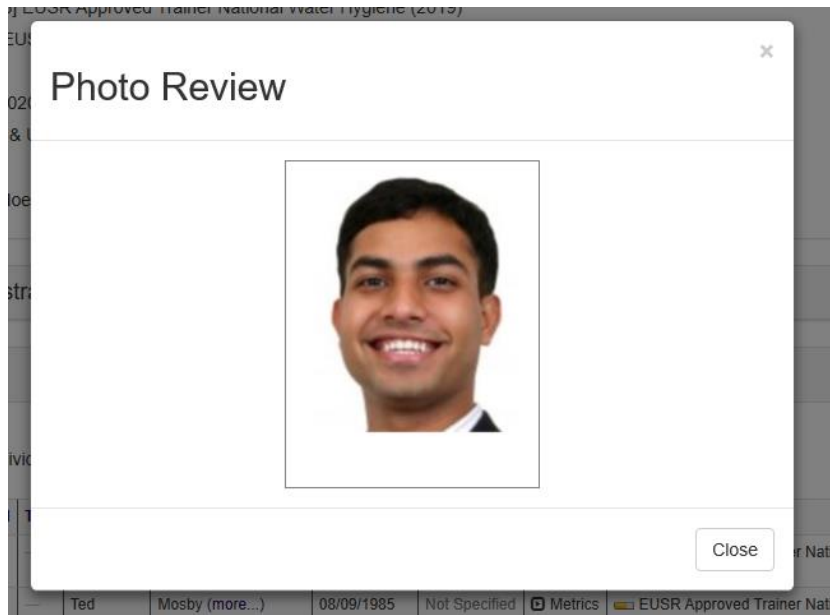 EUSR Approved Trainer National Water Hygiene (2019)
×
Photo Review
Close
Ted Mosby (more...) 08/09/1985 Not Specified Metrics EUSR Approved Trainer Nat